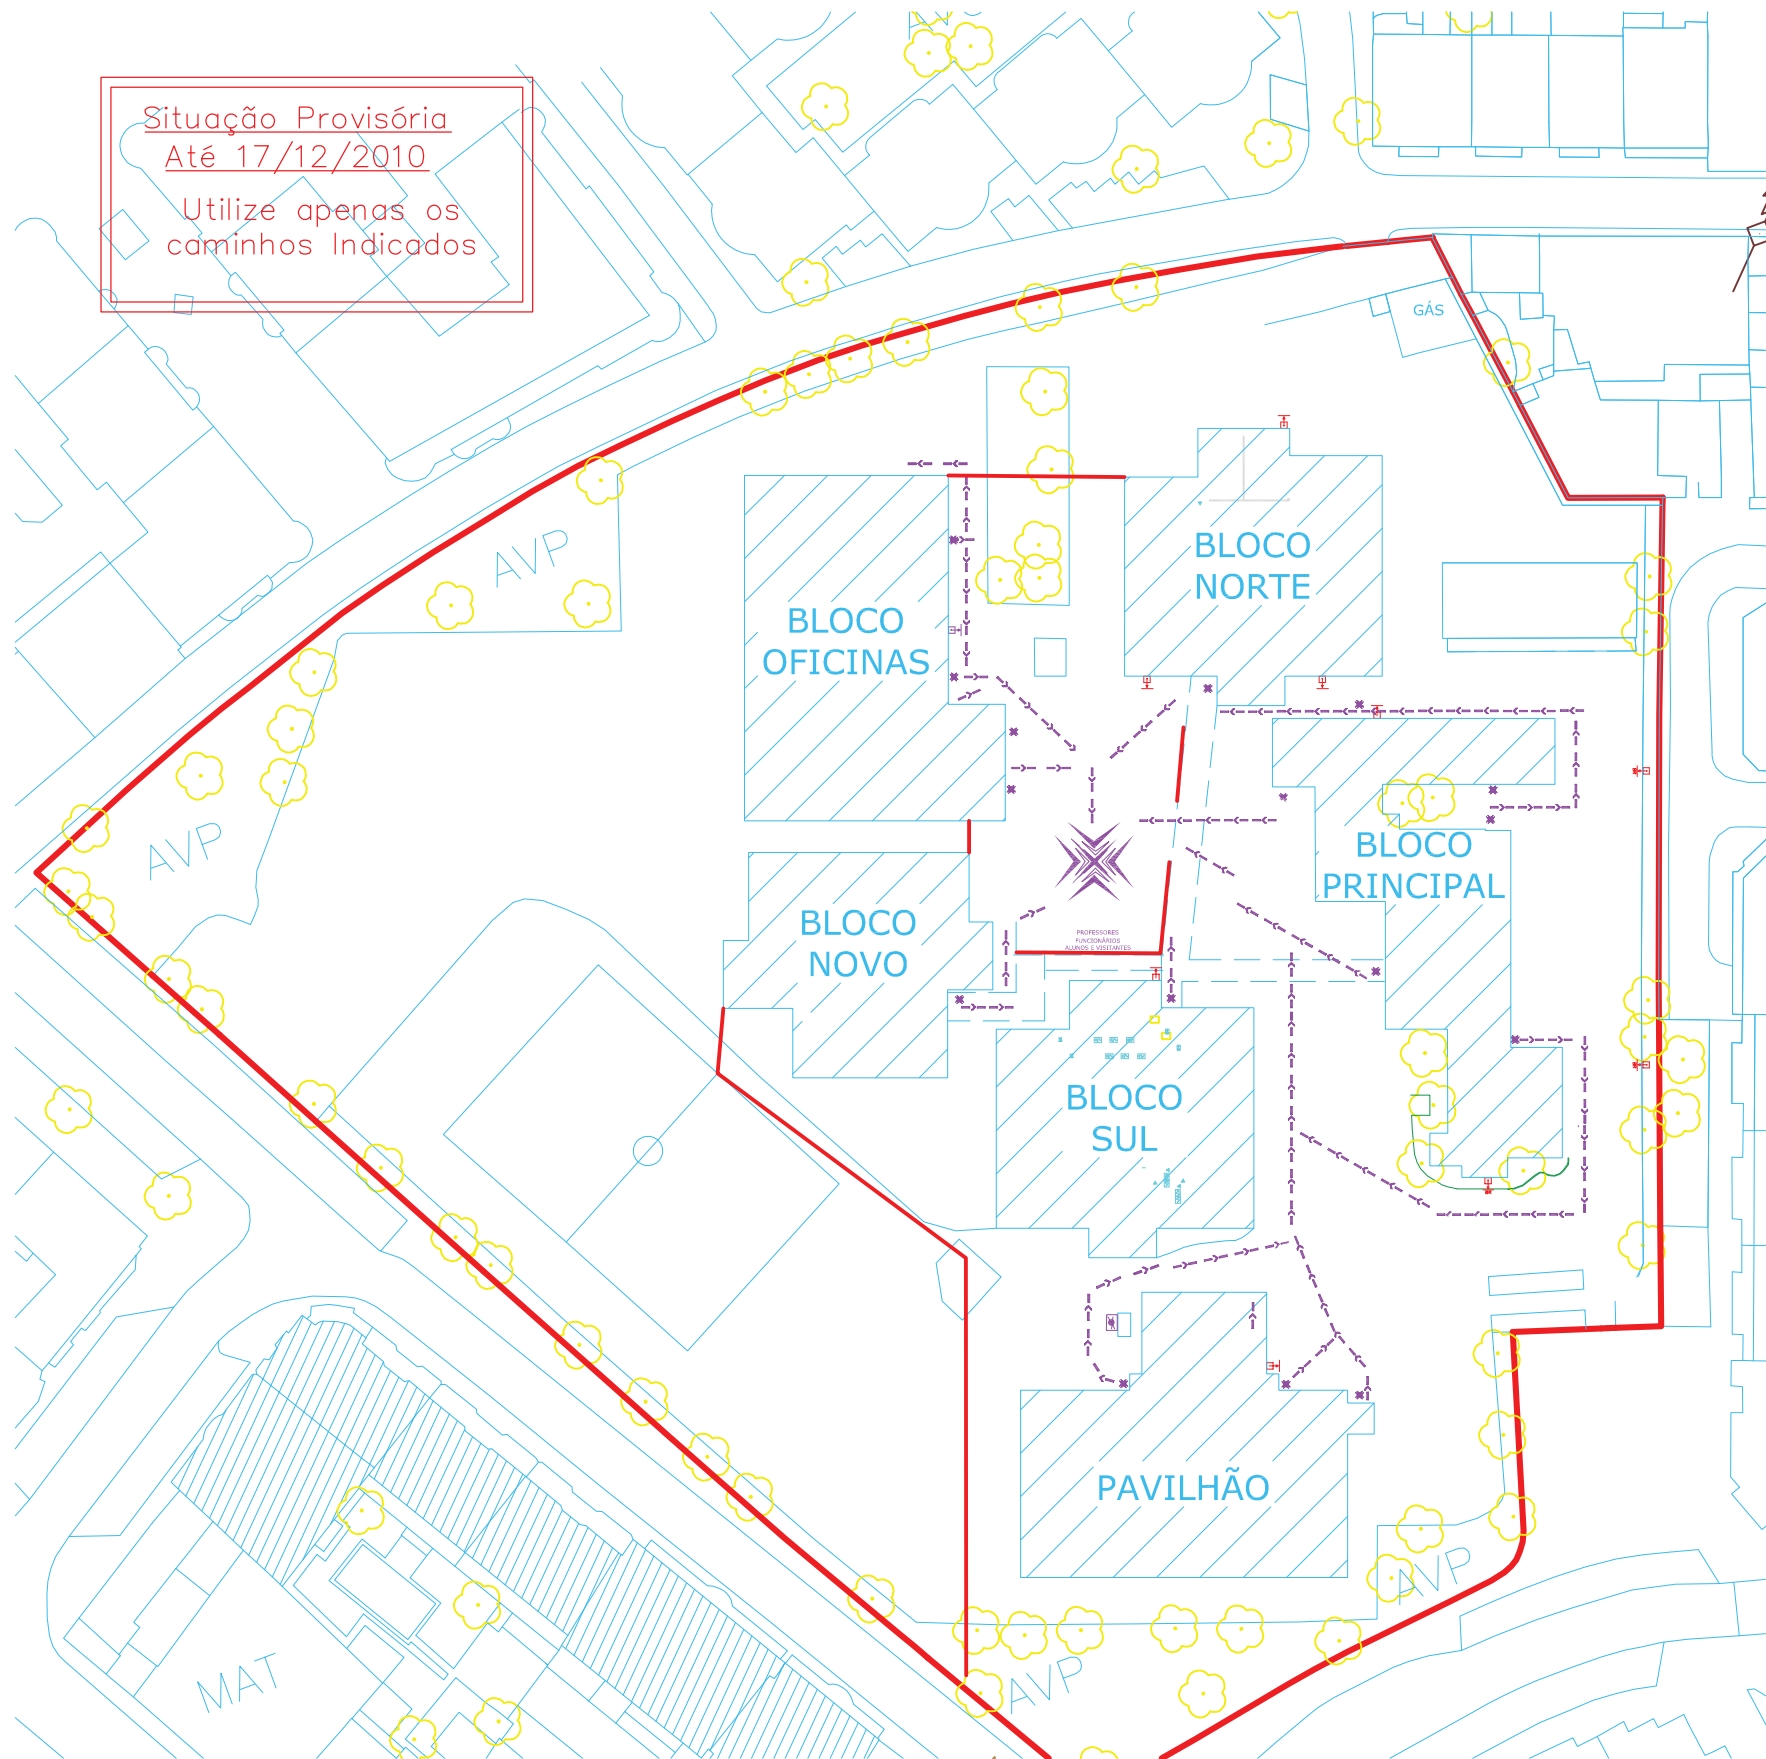 Situação Provisória
Até 17/12/2010
Utilize apenas os
caminhos Indicados
GÁS
AVP
BLOCO
NORTE
BLOCO
OFICINAS
AVP
BLOCO
PRINCIPAL
BLOCO
NOVO
PROFESSORES
FUNCIONÁRIOS
ALUNOS E VISITANTES
BLOCO
SUL
PAVILHÃO
AVP
AVP
MAT